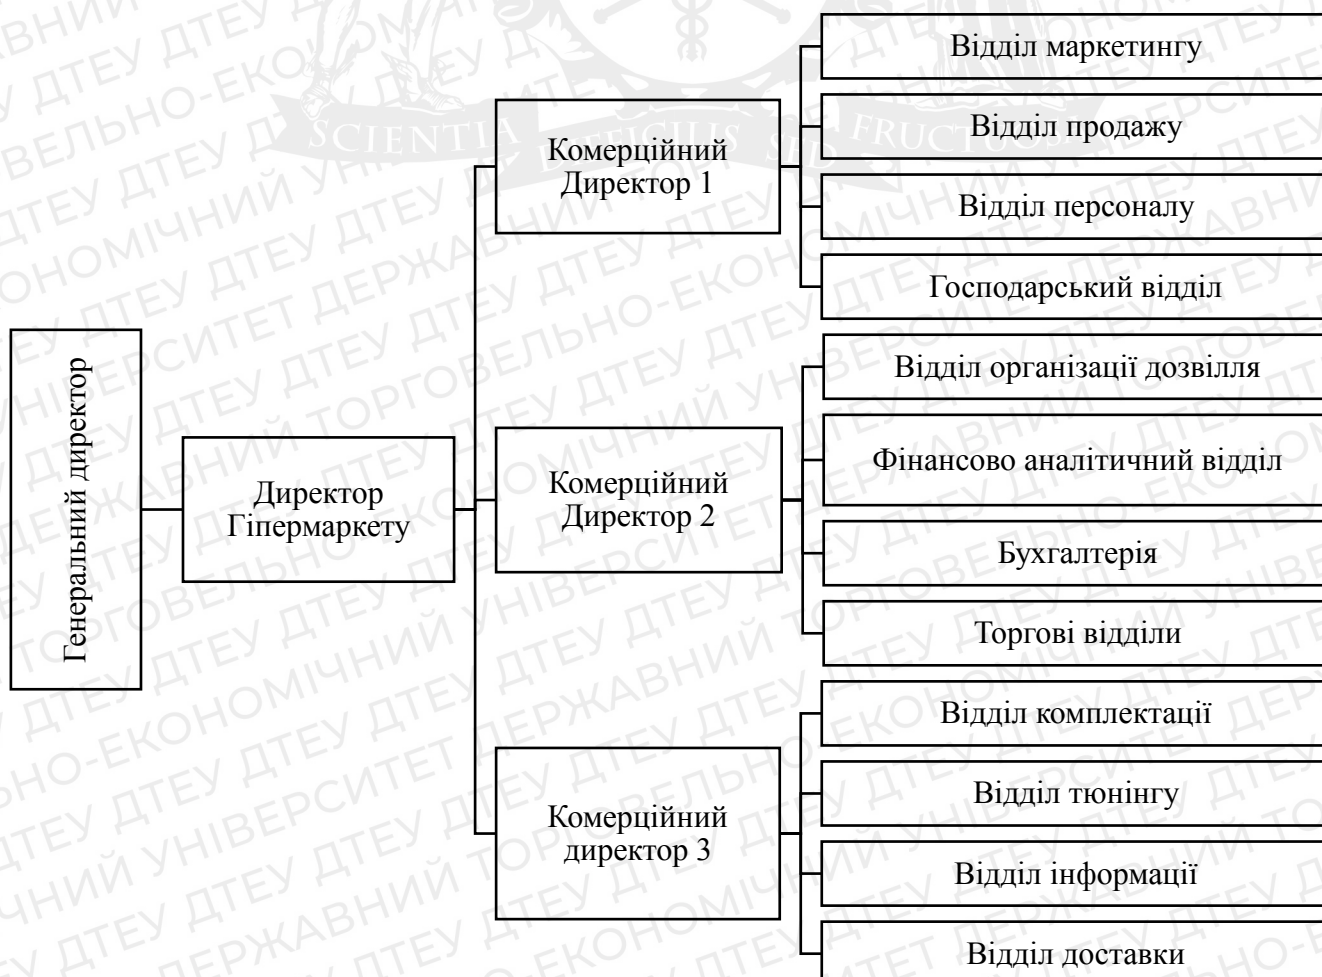 Генеральний директор
Директор
Гіпермаркету
Комерційний
Директор 1
Відділ маркетингу
Відділ продажу
Відділ персоналу
Господарський відділ
Комерційний
Директор 2
Відділ організації дозвілля
Фінансово аналітичний відділ
Бухгалтерія
Торгові відділи
Комерційний
директор 3
Відділ комплектації
Відділ тюнінгу
Відділ інформації
Відділ доставки